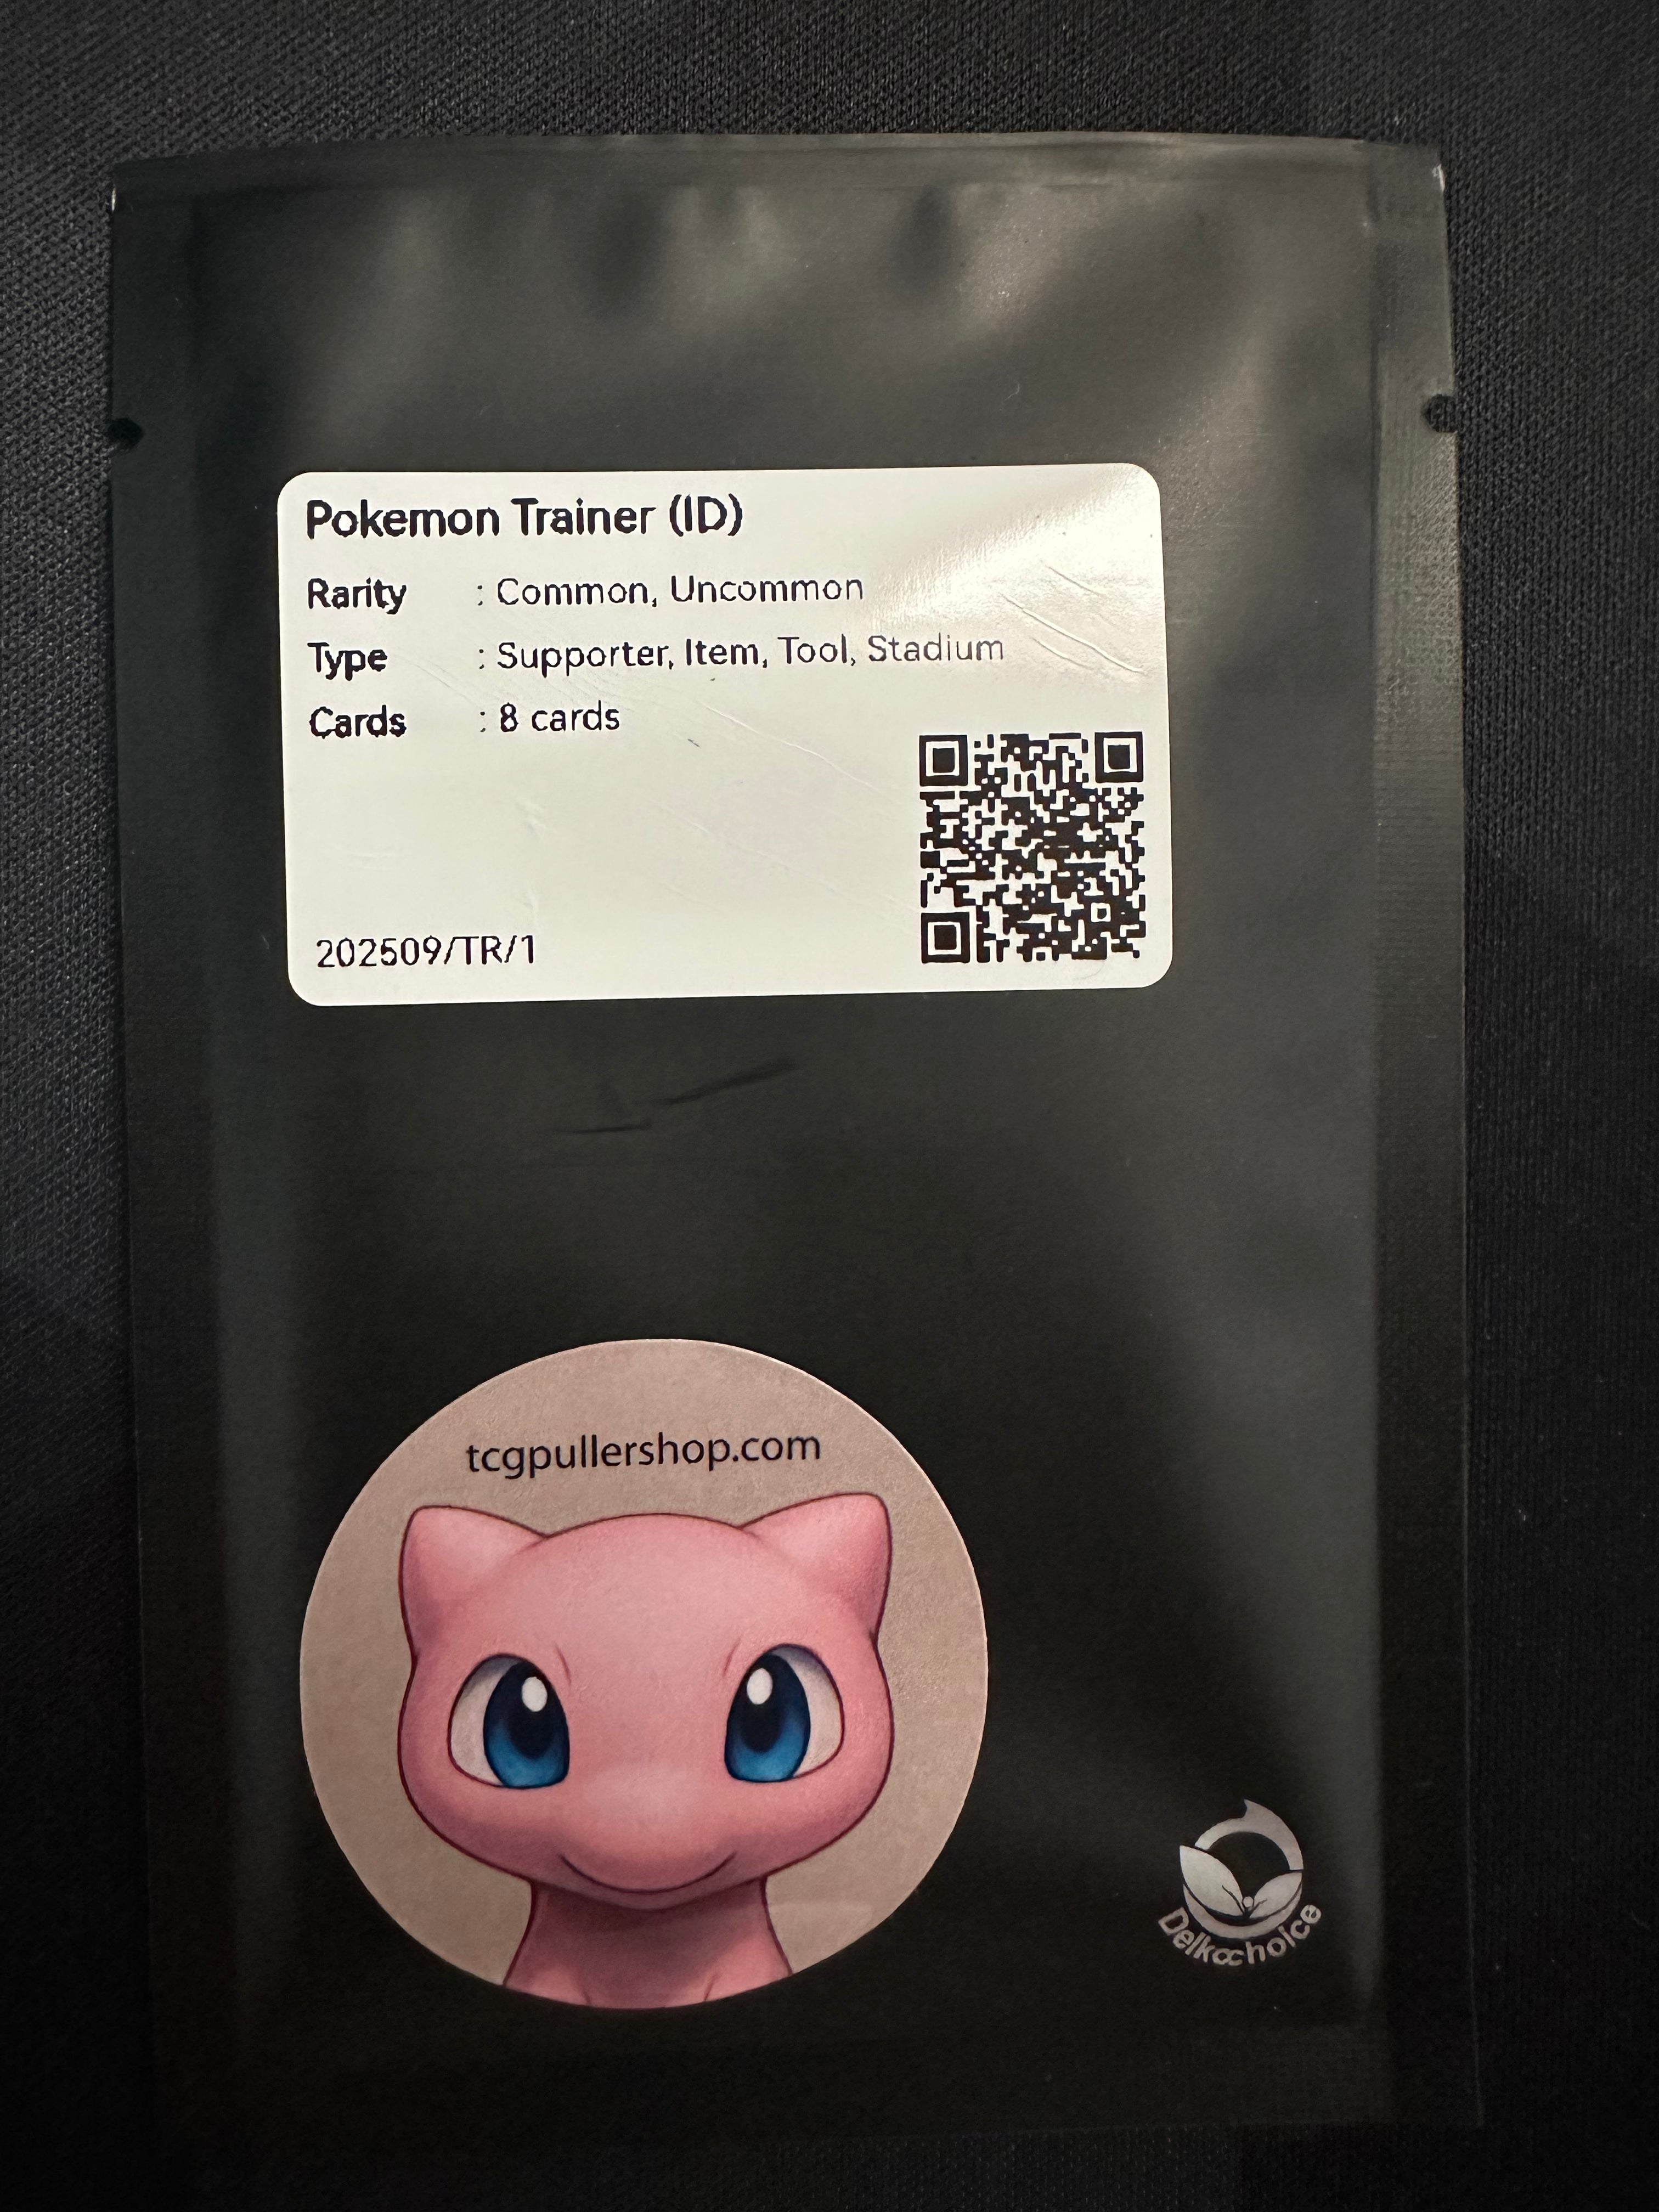 Pokemon Trainer (ID)
Rarity : Common, Uncommon
Type : Supporter, Item, Tool, Stadium
Cards : 8 cards
202509/TR/1
tcgpullershop.com
Delkochoice